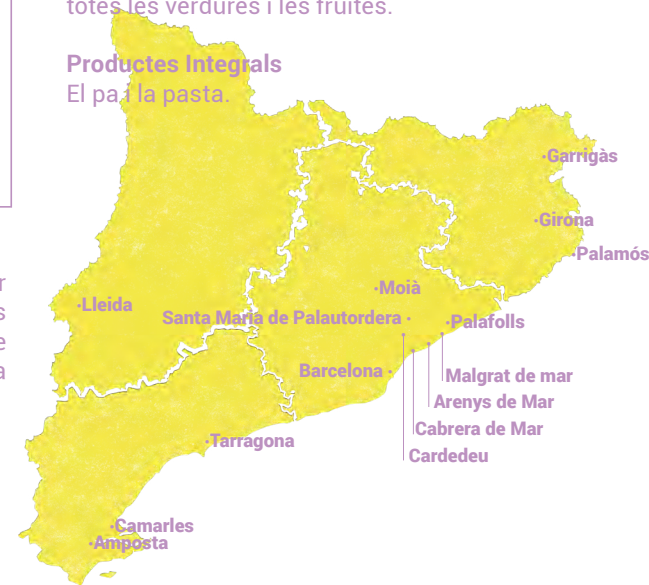 totes les verdures i les fruites.
Productes Integrals
El pa i la pasta.
r
s
e
a
·Garrigàs
·Girona
·Palamós
·Moià
·Lleida
Santa Maria de Palautordera ·
·Palafolls
Barcelona ·
Malgrat de mar
Arenys de Mar
Cabrera de Mar
Cardedeu
·Tarragona
·Camarles
·Amposta